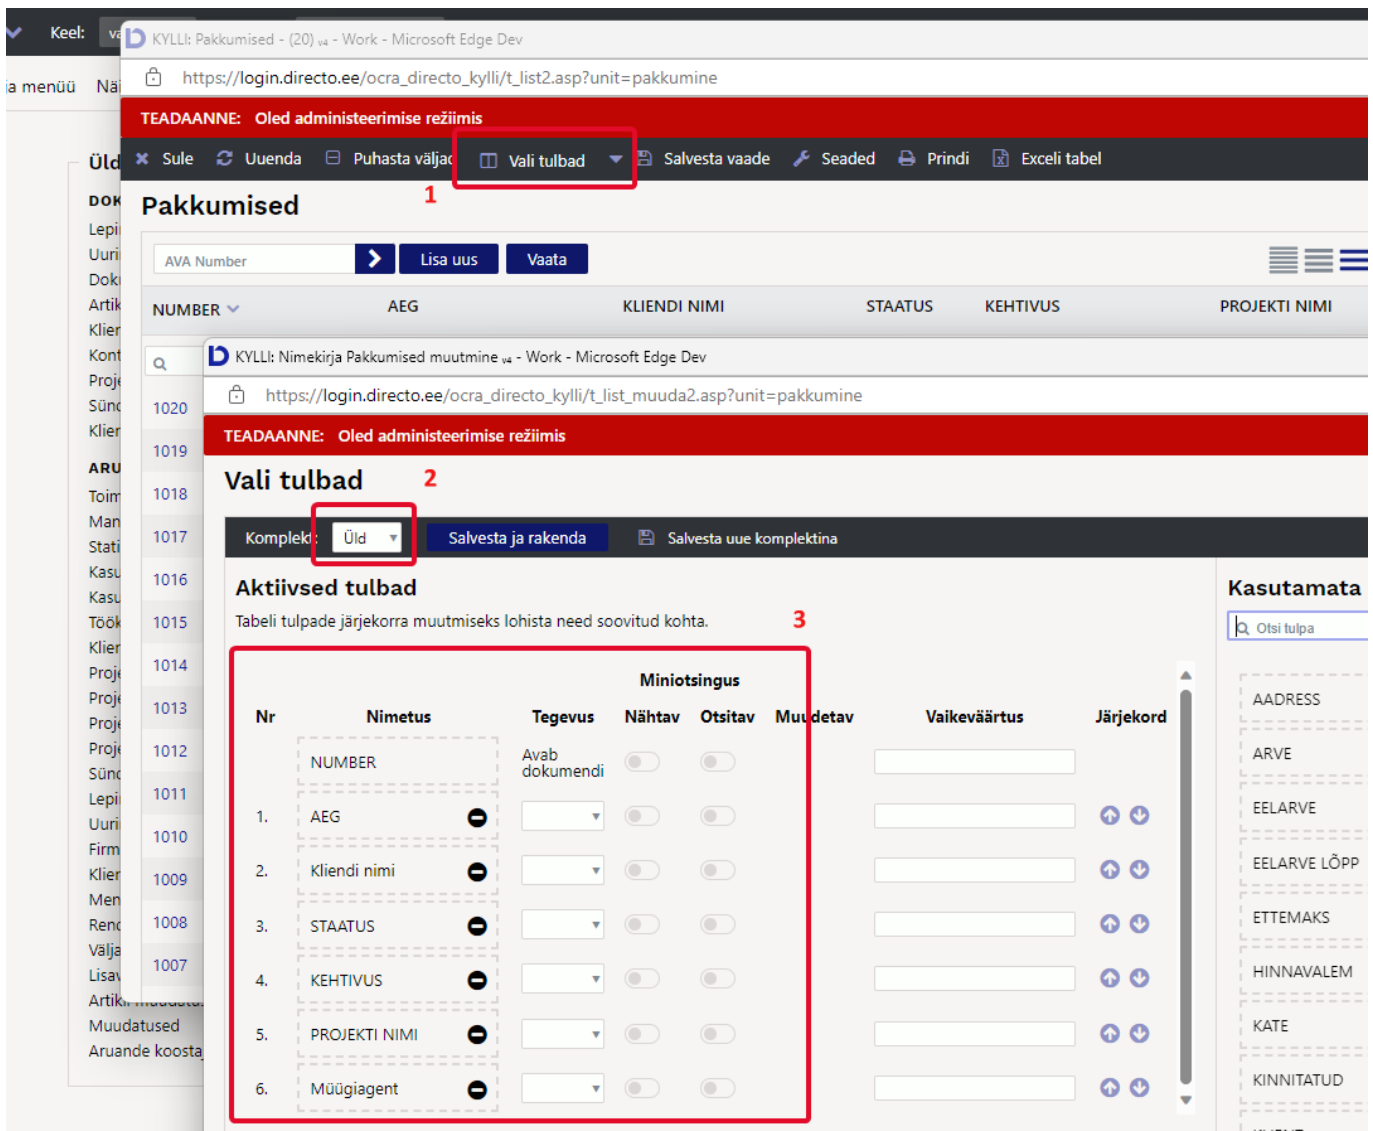 Keel:
KYLLI: Pakkumised - (20) v4 - Work - Microsoft Edge Dev
https://login.directo.ee/ocra_directo_kylli/t_list2.asp?unit=pakkumine
ja menüü
TEADAANNE: Oled administeerimise režiimis
Sule Uuenda Puhasta väljad Vali tulbad Salvesta vaade Seaded Prindi Exceli tabel
1
Pakkumised
AVA Number Lisa uus Vaata
NUMBER AEG KLIENDI NIMI STAATUS KEHTIVUS PROJEKTI NIMI
1020
1019
1018
1017
1016
1015
1014
1013
1012
1011
1010
1009
1008
1007
Muudatused
KYLLI: Nimekirja Pakkumised muutmine v4 - Work - Microsoft Edge Dev
https://login.directo.ee/ocra_directo_kylli/t_list_muuda2.asp?unit=pakkumine
TEADAANNE: Oled administeerimise režiimis
Vali tulbad
2
Komplekt: Üld Salvesta ja rakenda Salvesta uue komplektina
Aktiivsed tulbad
Tabeli tulpade järjekorra muutmiseks lohista need soovitud kohta.
3
Miniotsingus
Nr Nimetus Tegevus Nähtav Otsitav Muudetav Vaikeväärtus Järjekord
NUMBER Avab dokumendi
1. AEG
2. Kliendi nimi
3. STAATUS
4. KEHTIVUS
5. PROJEKTI NIMI
6. Müügiagent
Kasutamata
Otsi tulpa
AADRESS
ARVE
EELARVE
EELARVE LÕPP
ETTEMAKS
HINNAVALEM
KATE
KINNITATUD